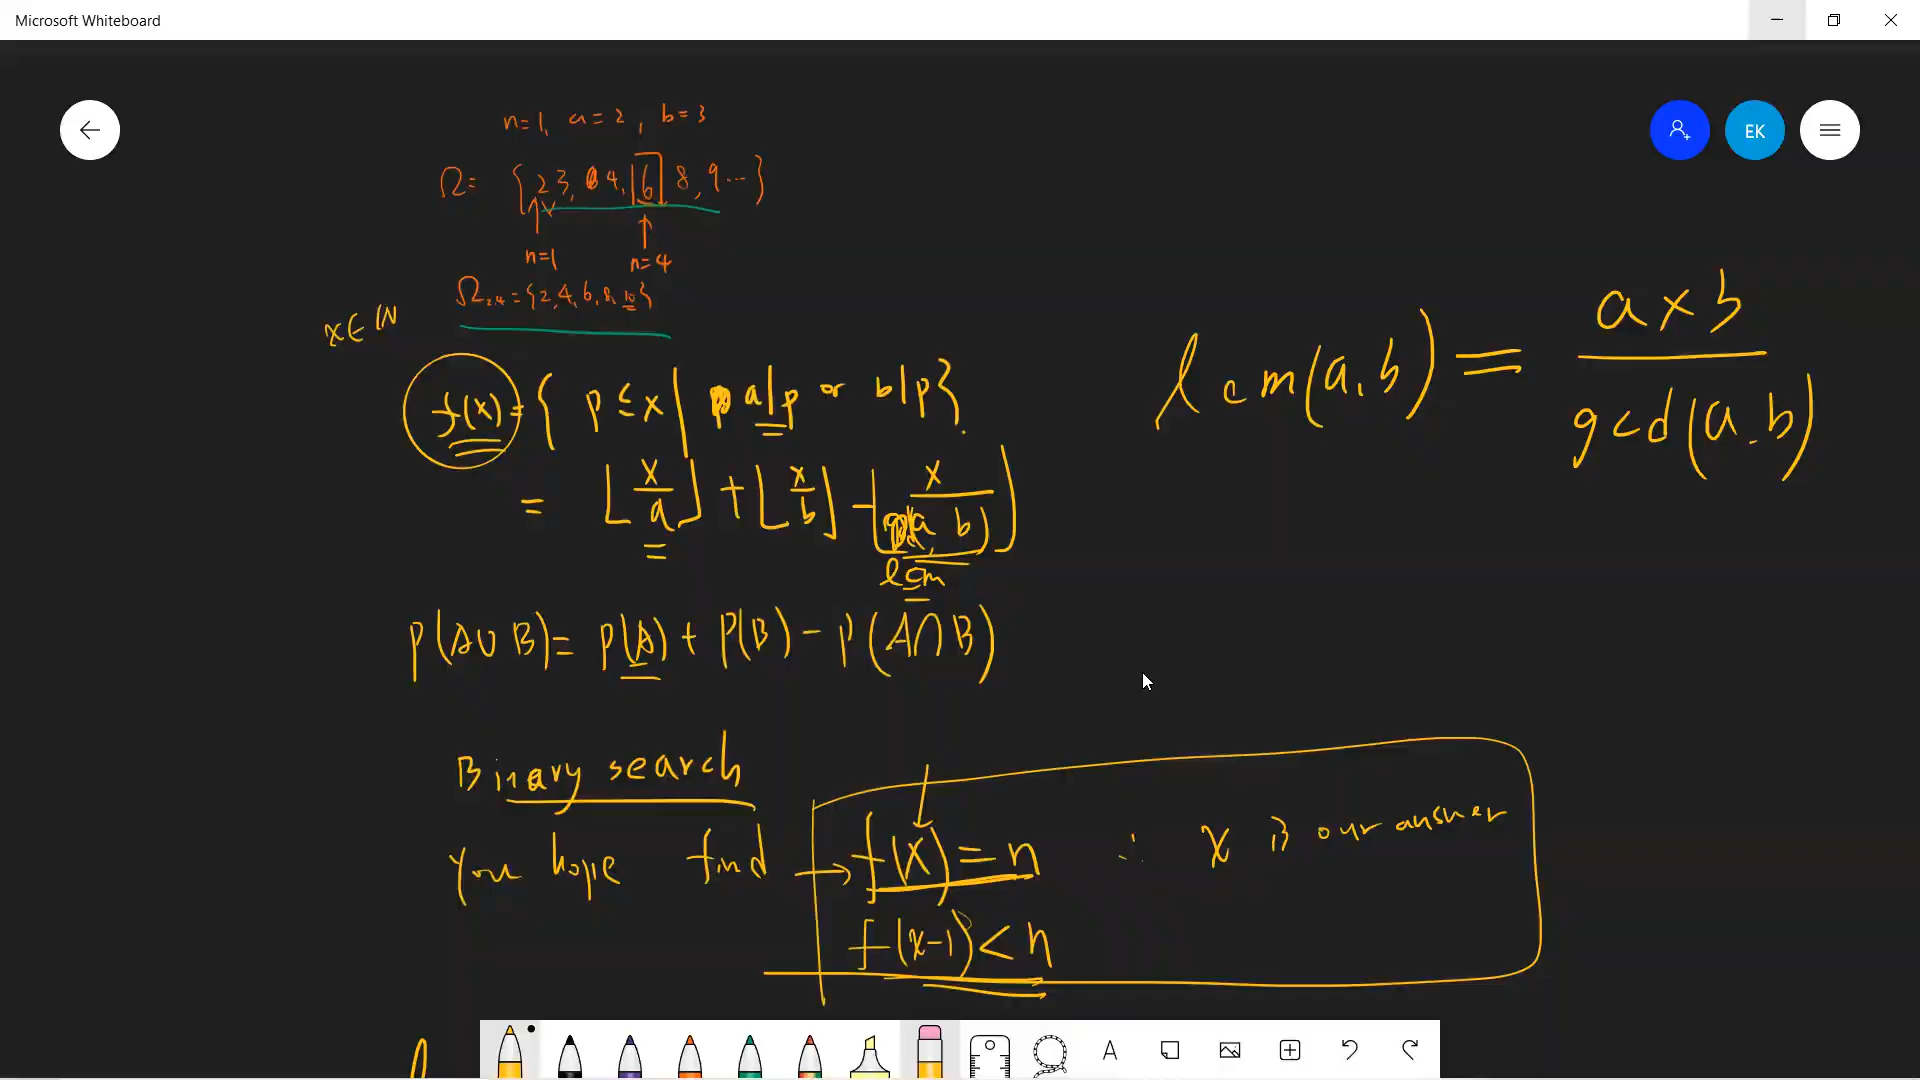 Microsoft Whiteboard
EK
n=1, a=2, b=3
Ω= {2 3, 4, 6 8, 9 ... }
n=1
n=4
Ω₂,₄ = {2, 4, 6, 8, 10}
x∈ℕ
f(x) = { p ≤ x | a|p or b|p}.
= ⌊x/a⌋ + ⌊x/b⌋ - ⌊x/(a, b)⌋
lcm
lcm(a,b) = a×b / gcd(a,b)
P(A∪B) = P(A) + P(B) - P(A∩B)
Binary search
You hope find → f(x) = n ∴ x is our answer
f(x-1) < n
A